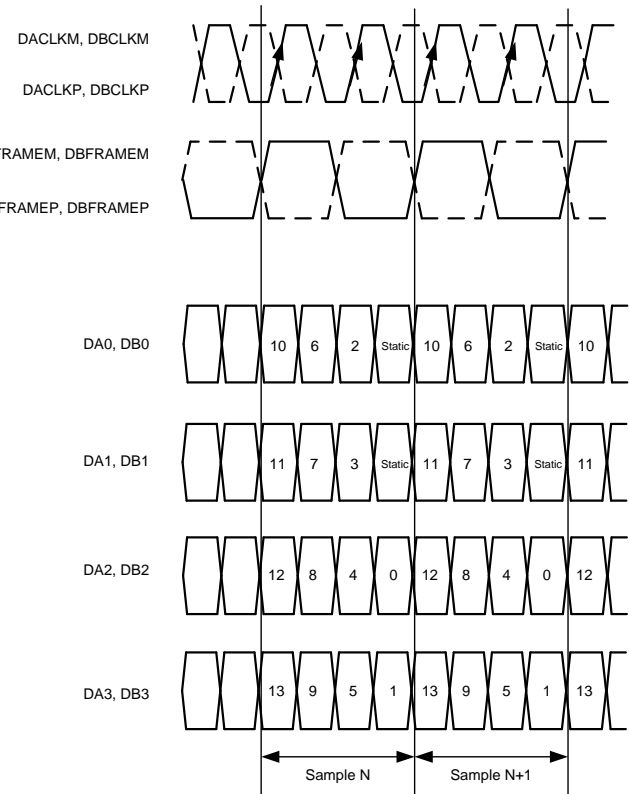 DACLKM, DBCLKM
DACLKP, DBCLKP
FRAMEM, DBFRAMEM
FRAMEP, DBFRAMEP
DA0, DB0
10 6 2 Static 10 6 2 Static 10
DA1, DB1
11 7 3 Static 11 7 3 Static 11
DA2, DB2
12 8 4 0 12 8 4 0 12
DA3, DB3
13 9 5 1 13 9 5 1 13
Sample N Sample N+1